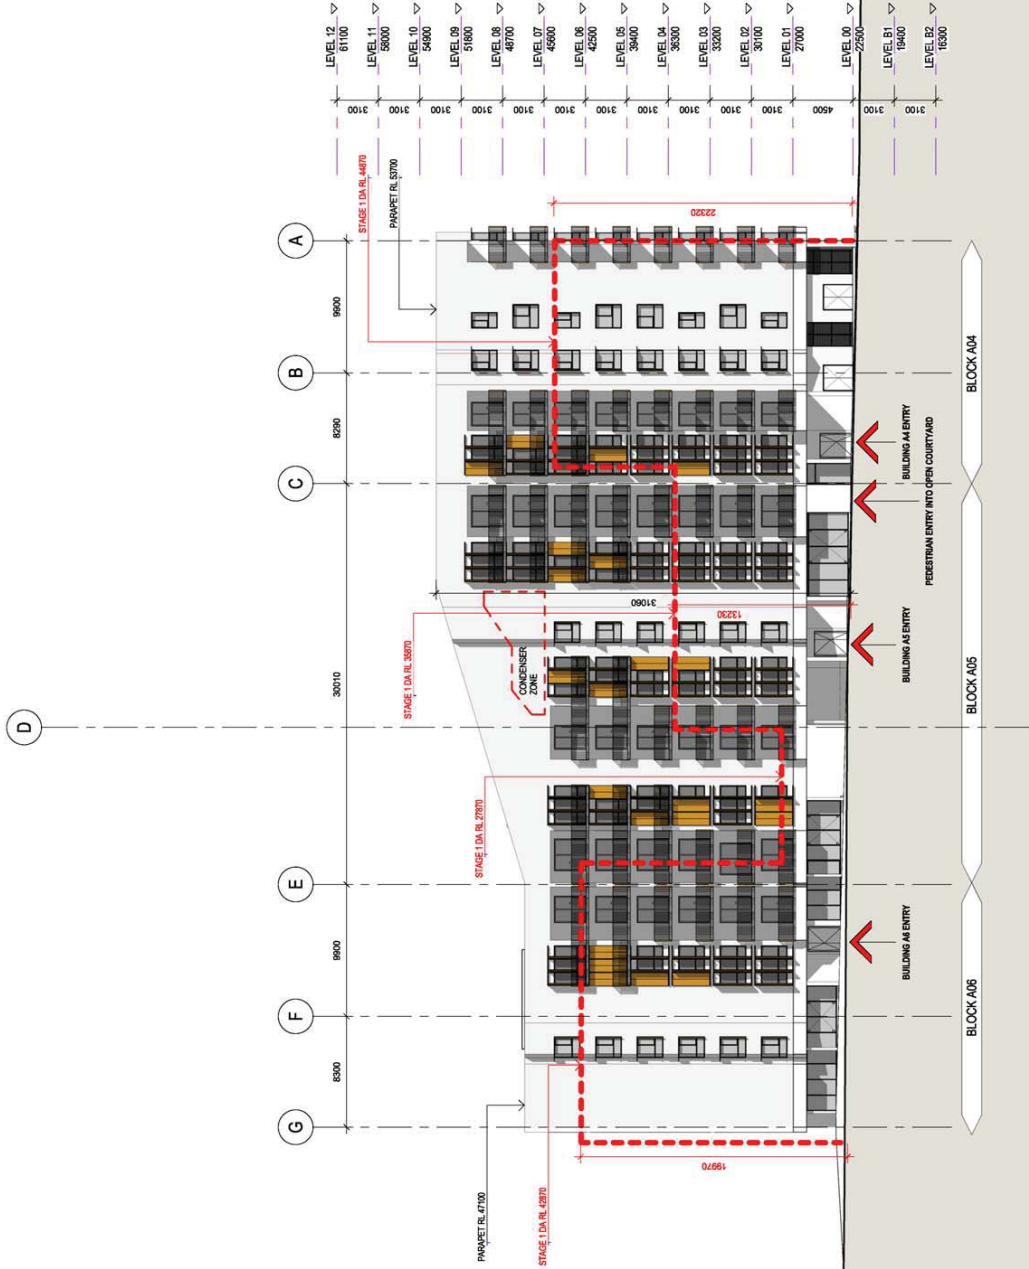 LEVEL 12
61100
LEVEL 11
58000
LEVEL 10
54900
LEVEL 09
51800
LEVEL 08
48700
LEVEL 07
45600
LEVEL 06
42500
LEVEL 05
39400
LEVEL 04
36300
LEVEL 03
33200
LEVEL 02
30100
LEVEL 01
27000
LEVEL 00
22500
LEVEL B1
19400
LEVEL B2
16300
3100
3100
3100
3100
3100
3100
3100
3100
3100
3100
3100
4500
3100
3100
STAGE 1 DA RL 44870
PARAPET RL 53700
22320
A
9900
B
8290
C
30010
D
E
9900
F
8300
G
31060
13230
STAGE 1 DA RL 35870
CONDENSER
ZONE
STAGE 1 DA RL 27870
PARAPET RL 47100
STAGE 1 DA RL 42870
19970
BUILDING A4 ENTRY
PEDESTRIAN ENTRY INTO OPEN COURTYARD
BUILDING A5 ENTRY
BUILDING A6 ENTRY
BLOCK A04
BLOCK A05
BLOCK A06